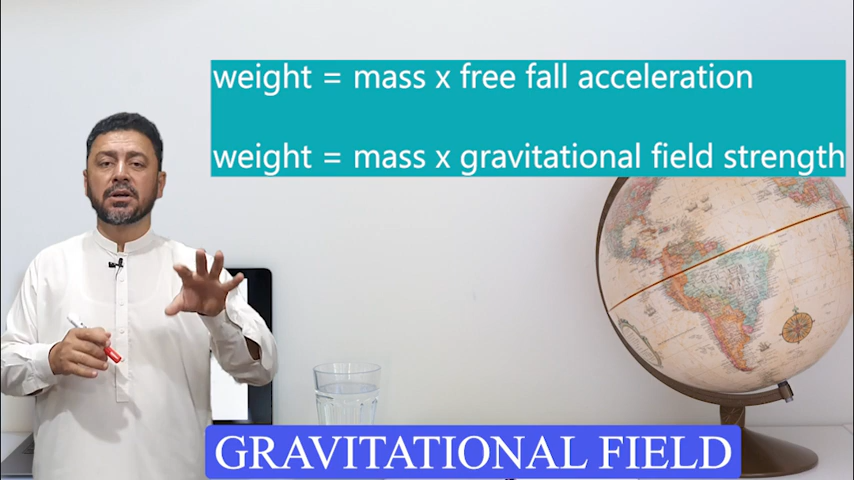 weight = mass x free fall acceleration
weight = mass x gravitational field strength
GRAVITATIONAL FIELD